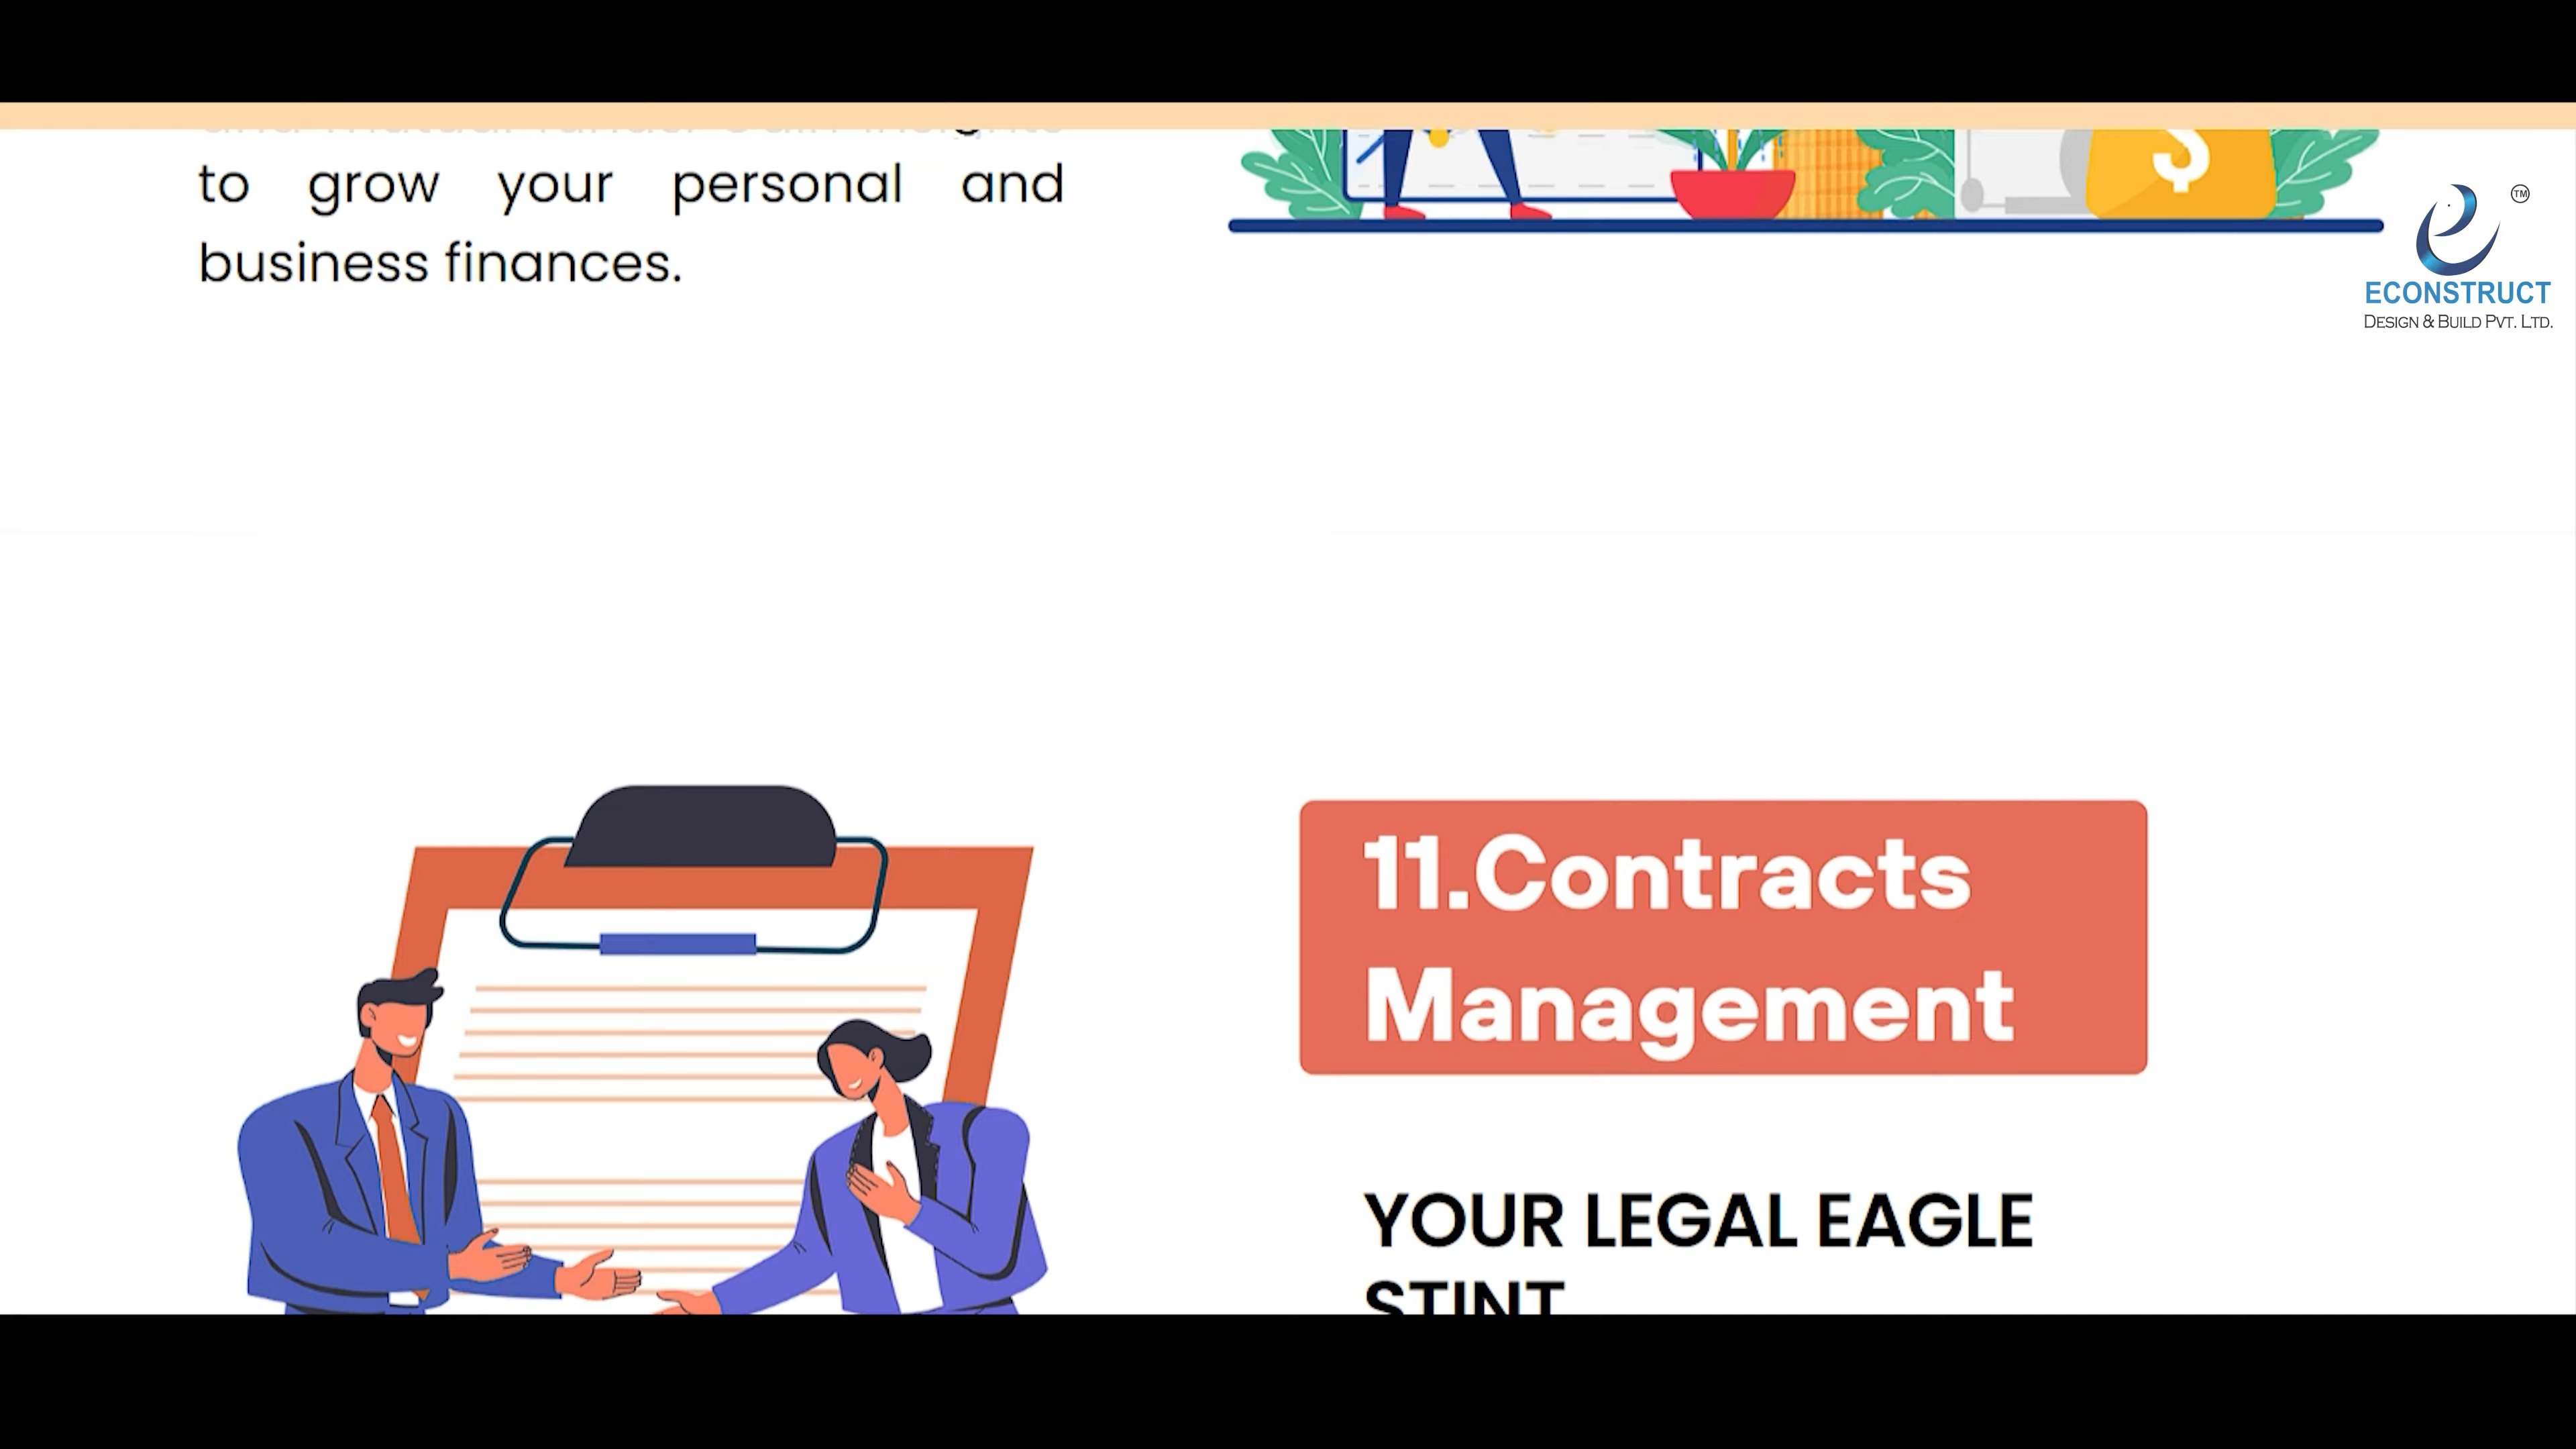 to grow your personal and
business finances.
$
TM
ECONSTRUCT
DESIGN & BUILD PVT. LTD.
11.Contracts
Management
YOUR LEGAL EAGLE
STINT